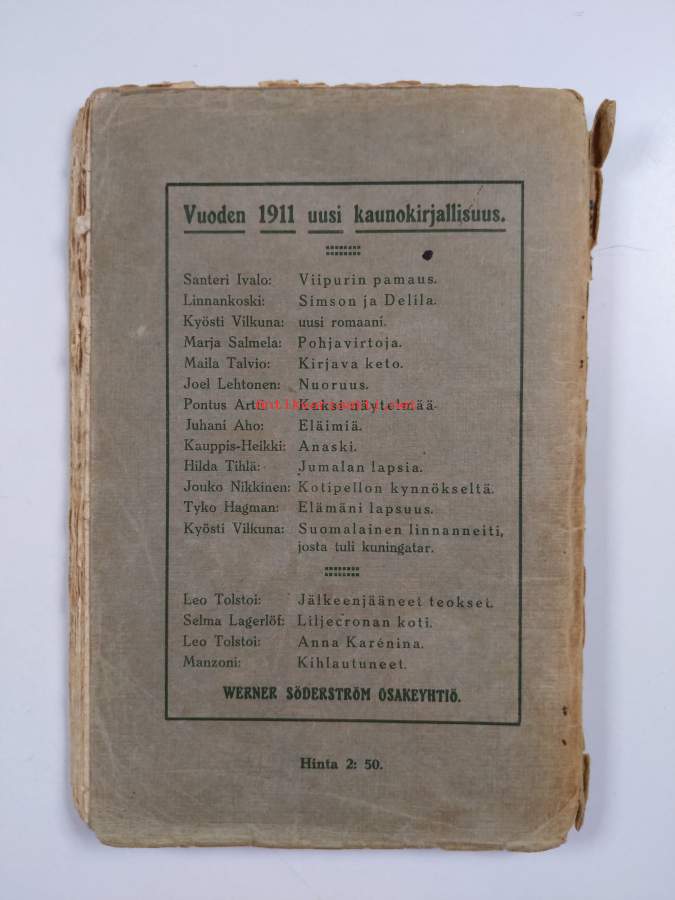 Vuoden 1911 uusi kaunokirjallisuus.
Santeri Ivalo: Viipurin pamaus.
Linnankoski: Simson ja Delila.
Kyösti Vilkuna: uusi romaani.
Marja Salmela: Pohjavirtoja.
Maila Talvio: Kirjava keto.
Joel Lehtonen: Nuoruus.
Pontus Kaksi näytelmää
Juhani Aho: Eläimiä.
Kauppis-Heikki: Anaski.
Hilda Tihlä: Jumalan lapsia.
Jouko Nikkinen: Kotipellon kynnökseltä.
Tyko Hagman: Elämäni lapsuus.
Kyösti Vilkuna: Suomalainen linnanneiti,
josta tuli kuningatar.
Leo Tolstoi: Jälkeenjääneet teokset.
Selma Lagerlöf: Liljecronan koti.
Leo Tolstoi: Anna Karénina.
Manzoni: Kihlautuneet.
WERNER SÖDERSTRÖM OSAKEYHTIÖ.
Hinta 2: 50.